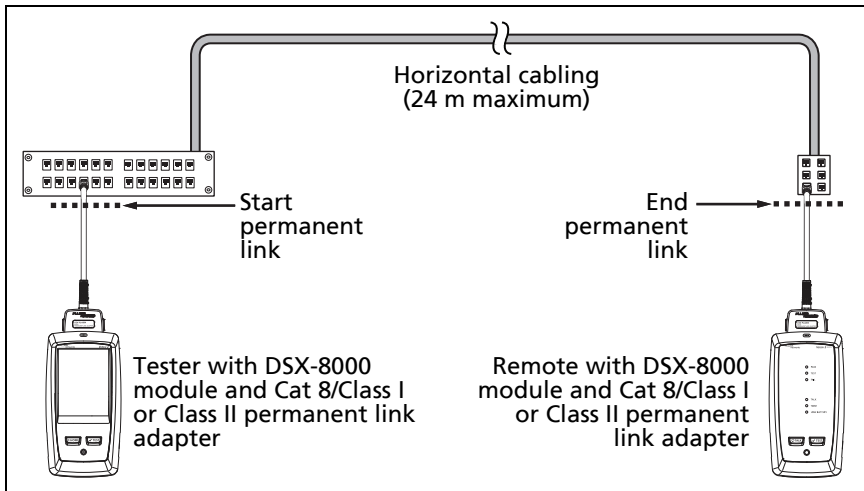 Horizontal cabling
(24 m maximum)
Start
permanent
link
End
permanent
link
Tester with DSX-8000
module and Cat 8/Class I
or Class II permanent link
adapter
Remote with DSX-8000
module and Cat 8/Class I
or Class II permanent
link adapter